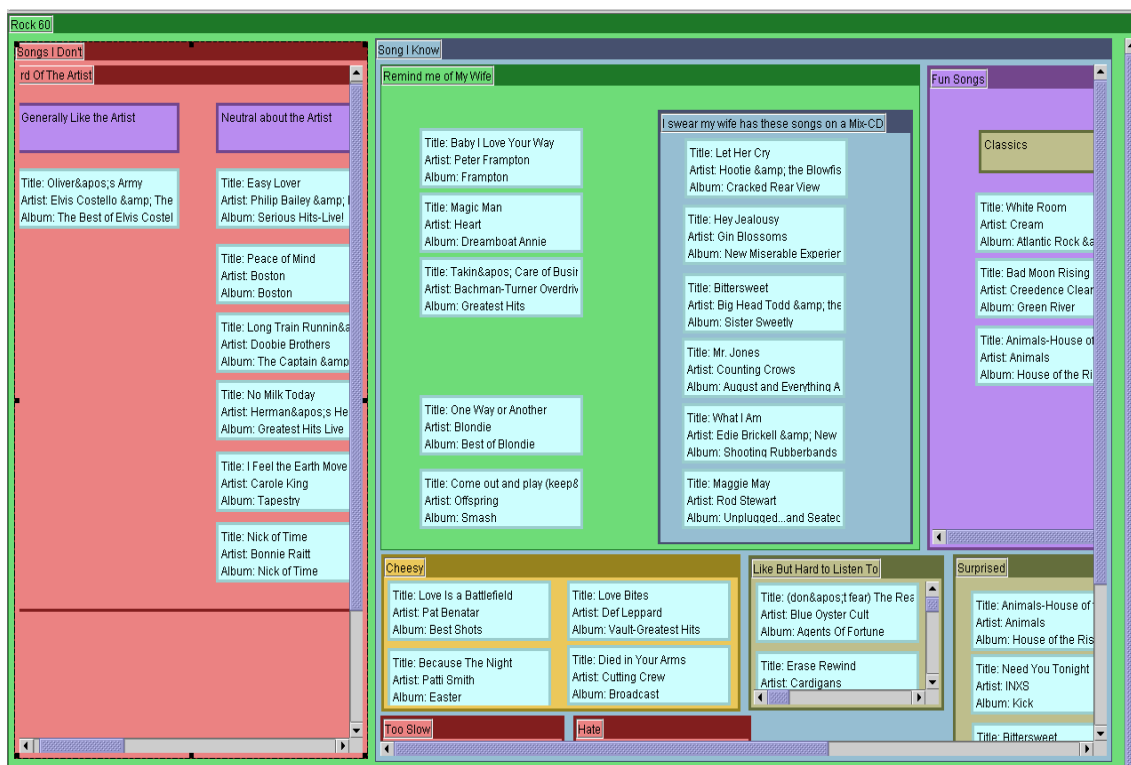 Rock 60
Songs I Don't
rd Of The Artist
Generally Like the Artist
Neutral about the Artist
Title: Oliver&apos;s Army
Artist: Elvis Costello &amp; The
Album: The Best of Elvis Costel
Title: Easy Lover
Artist: Philip Bailey &amp;
Album: Serious Hits-Live!
Title: Peace of Mind
Artist: Boston
Album: Boston
Title: Long Train Runnin&a
Artist: Doobie Brothers
Album: The Captain &amp
Title: No Milk Today
Artist: Herman&apos;s He
Album: Greatest Hits Live
Title: I Feel the Earth Move
Artist: Carole King
Album: Tapestry
Title: Nick of Time
Artist: Bonnie Raitt
Album: Nick of Time
Song I Know
Remind me of My Wife
Title: Baby I Love Your Way
Artist: Peter Frampton
Album: Frampton
Title: Magic Man
Artist: Heart
Album: Dreamboat Annie
Title: Takin&apos; Care of Busin
Artist: Bachman-Turner Overdriv
Album: Greatest Hits
Title: One Way or Another
Artist: Blondie
Album: Best of Blondie
Title: Come out and play (keep&
Artist: Offspring
Album: Smash
I swear my wife has these songs on a Mix-CD
Title: Let Her Cry
Artist: Hootie &amp; the Blowfis
Album: Cracked Rear View
Title: Hey Jealousy
Artist: Gin Blossoms
Album: New Miserable Experier
Title: Bittersweet
Artist: Big Head Todd &amp; the
Album: Sister Sweetly
Title: Mr. Jones
Artist: Counting Crows
Album: August and Everything A
Title: What I Am
Artist: Edie Brickell &amp; New
Album: Shooting Rubberbands
Title: Maggie May
Artist: Rod Stewart
Album: Unplugged...and Seated
Fun Songs
Classics
Title: White Room
Artist: Cream
Album: Atlantic Rock &a
Title: Bad Moon Rising
Artist: Creedence Clear
Album: Green River
Title: Animals-House of
Artist: Animals
Album: House of the Ri
Cheesy
Title: Love Is a Battlefield
Artist: Pat Benatar
Album: Best Shots
Title: Love Bites
Artist: Def Leppard
Album: Vault-Greatest Hits
Title: Because The Night
Artist: Patti Smith
Album: Easter
Title: Died in Your Arms
Artist: Cutting Crew
Album: Broadcast
Like But Hard to Listen To
Title: (don&apos;t fear) The Rea
Artist: Blue Oyster Cult
Album: Agents Of Fortune
Title: Erase Rewind
Artist: Cardigans
Surprised
Title: Animals-House of
Artist: Animals
Album: House of the Ris
Title: Need You Tonight
Artist: INXS
Album: Kick
Title: Bittersweet
Too Slow
Hate